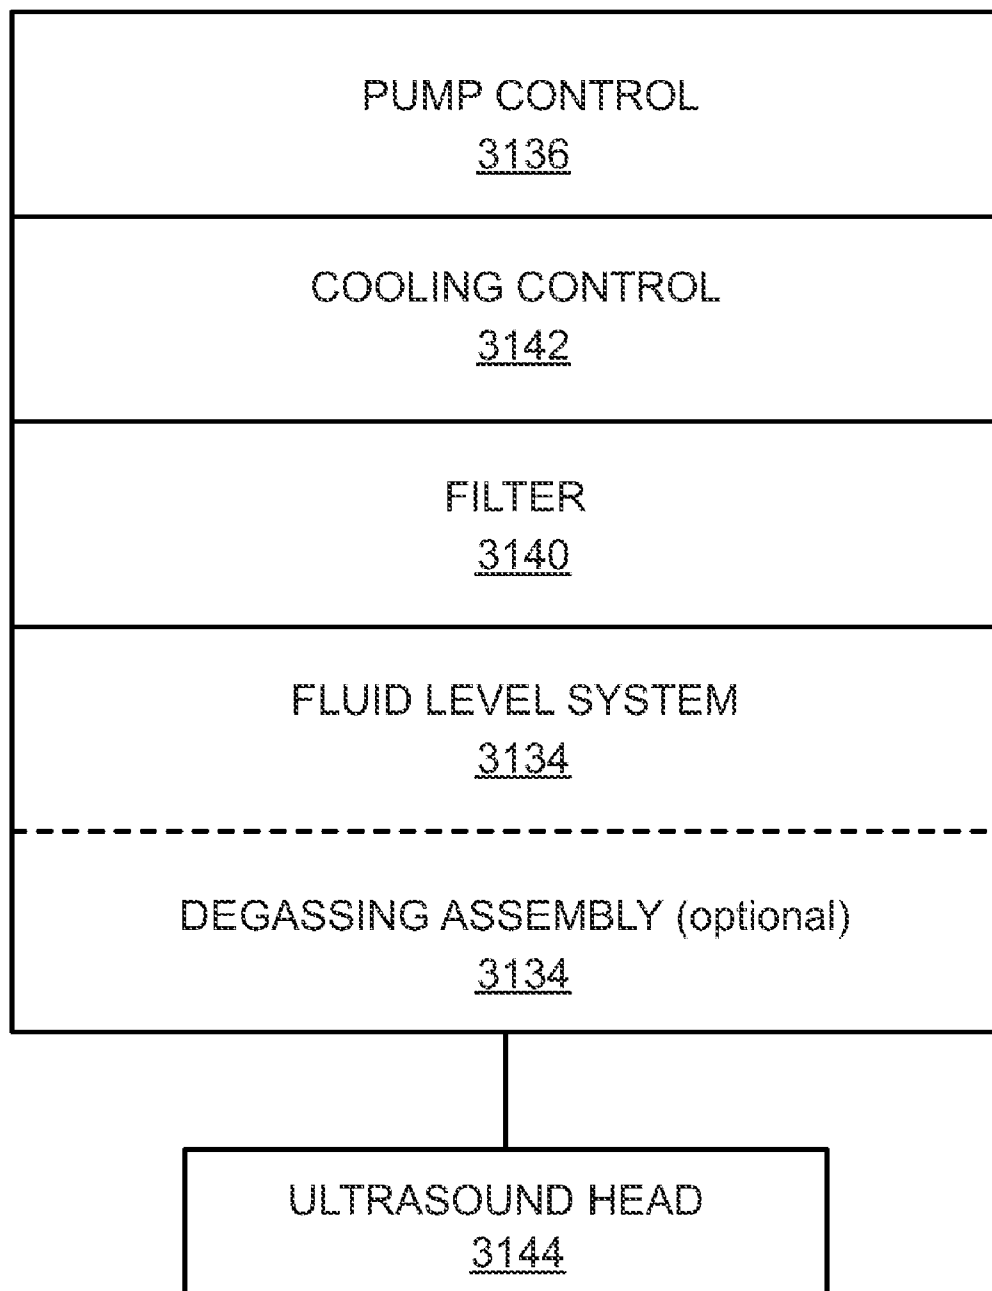 PUMP CONTROL
3136
COOLING CONTROL
3142
FILTER
3140
FLUID LEVEL SYSTEM
3134
DEGASSING ASSEMBLY (optional)
3134
ULTRASOUND HEAD
3144